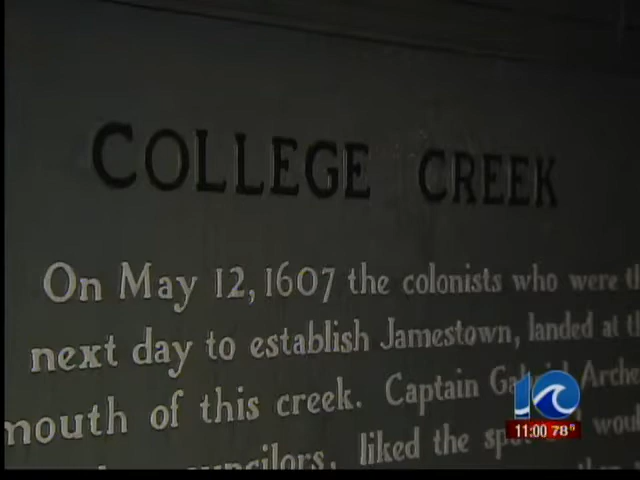 COLLEGE CREEK
On May 12, 1607 the colonists who were
next day to establish Jamestown, landed at
mouth of this creek. Captain Gabriel
liked the
10
11:00 78°